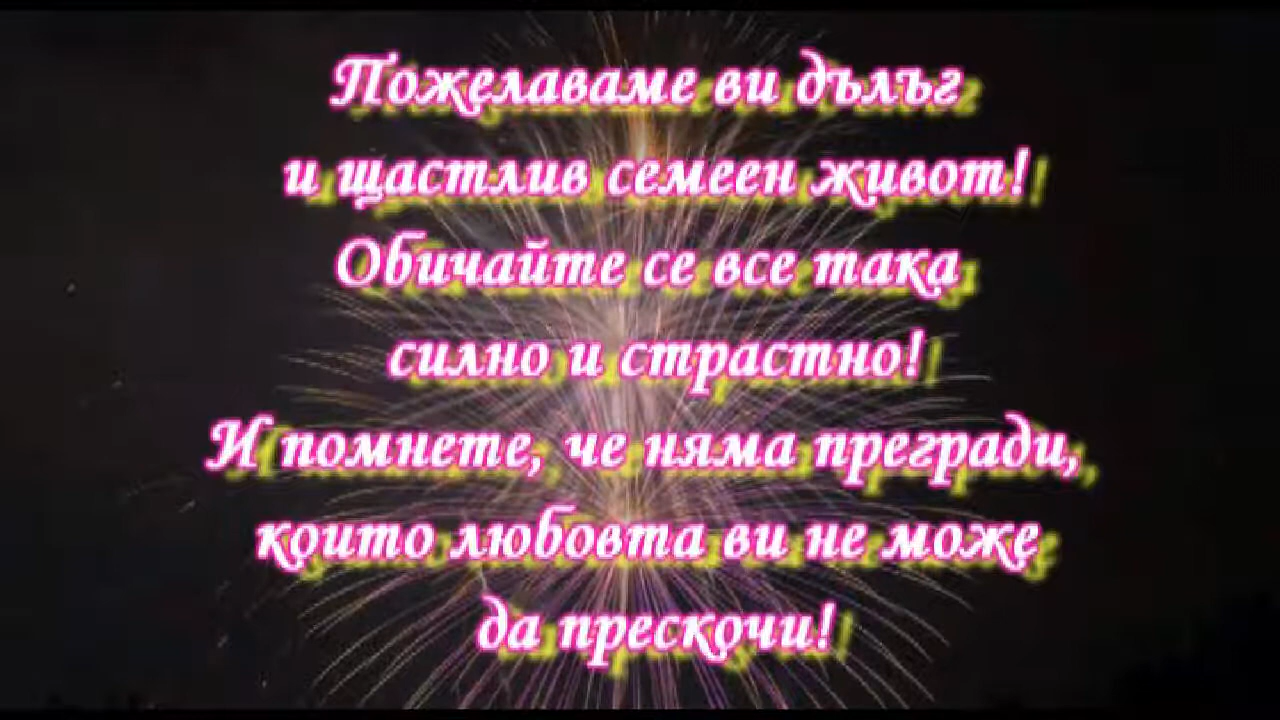 Пожелаваме ви дълъг
и щастлив семеен живот!
Обичайте се все така
силно и страстно!
И помнете, че няма прегради,
които любовта ви не може
да прескочи!